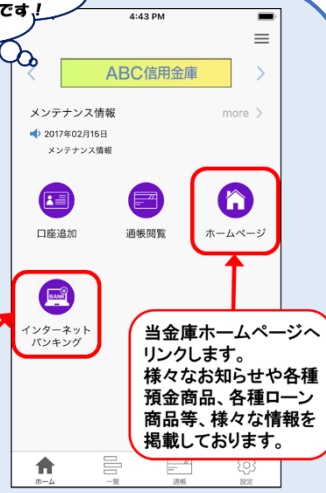 です!
4:43 PM
ABC信用金庫
メンテナンス情報
more
2017年02月15日
メンテナンス情報
口座追加
通帳閲覧
ホームページ
BANK
インターネット
バンキング
当金庫ホームページへ
リンクします。
様々なお知らせや各種
預金商品、各種ローン
商品等、様々な情報を
掲載しております。
ホーム
一覧
通帳
設定